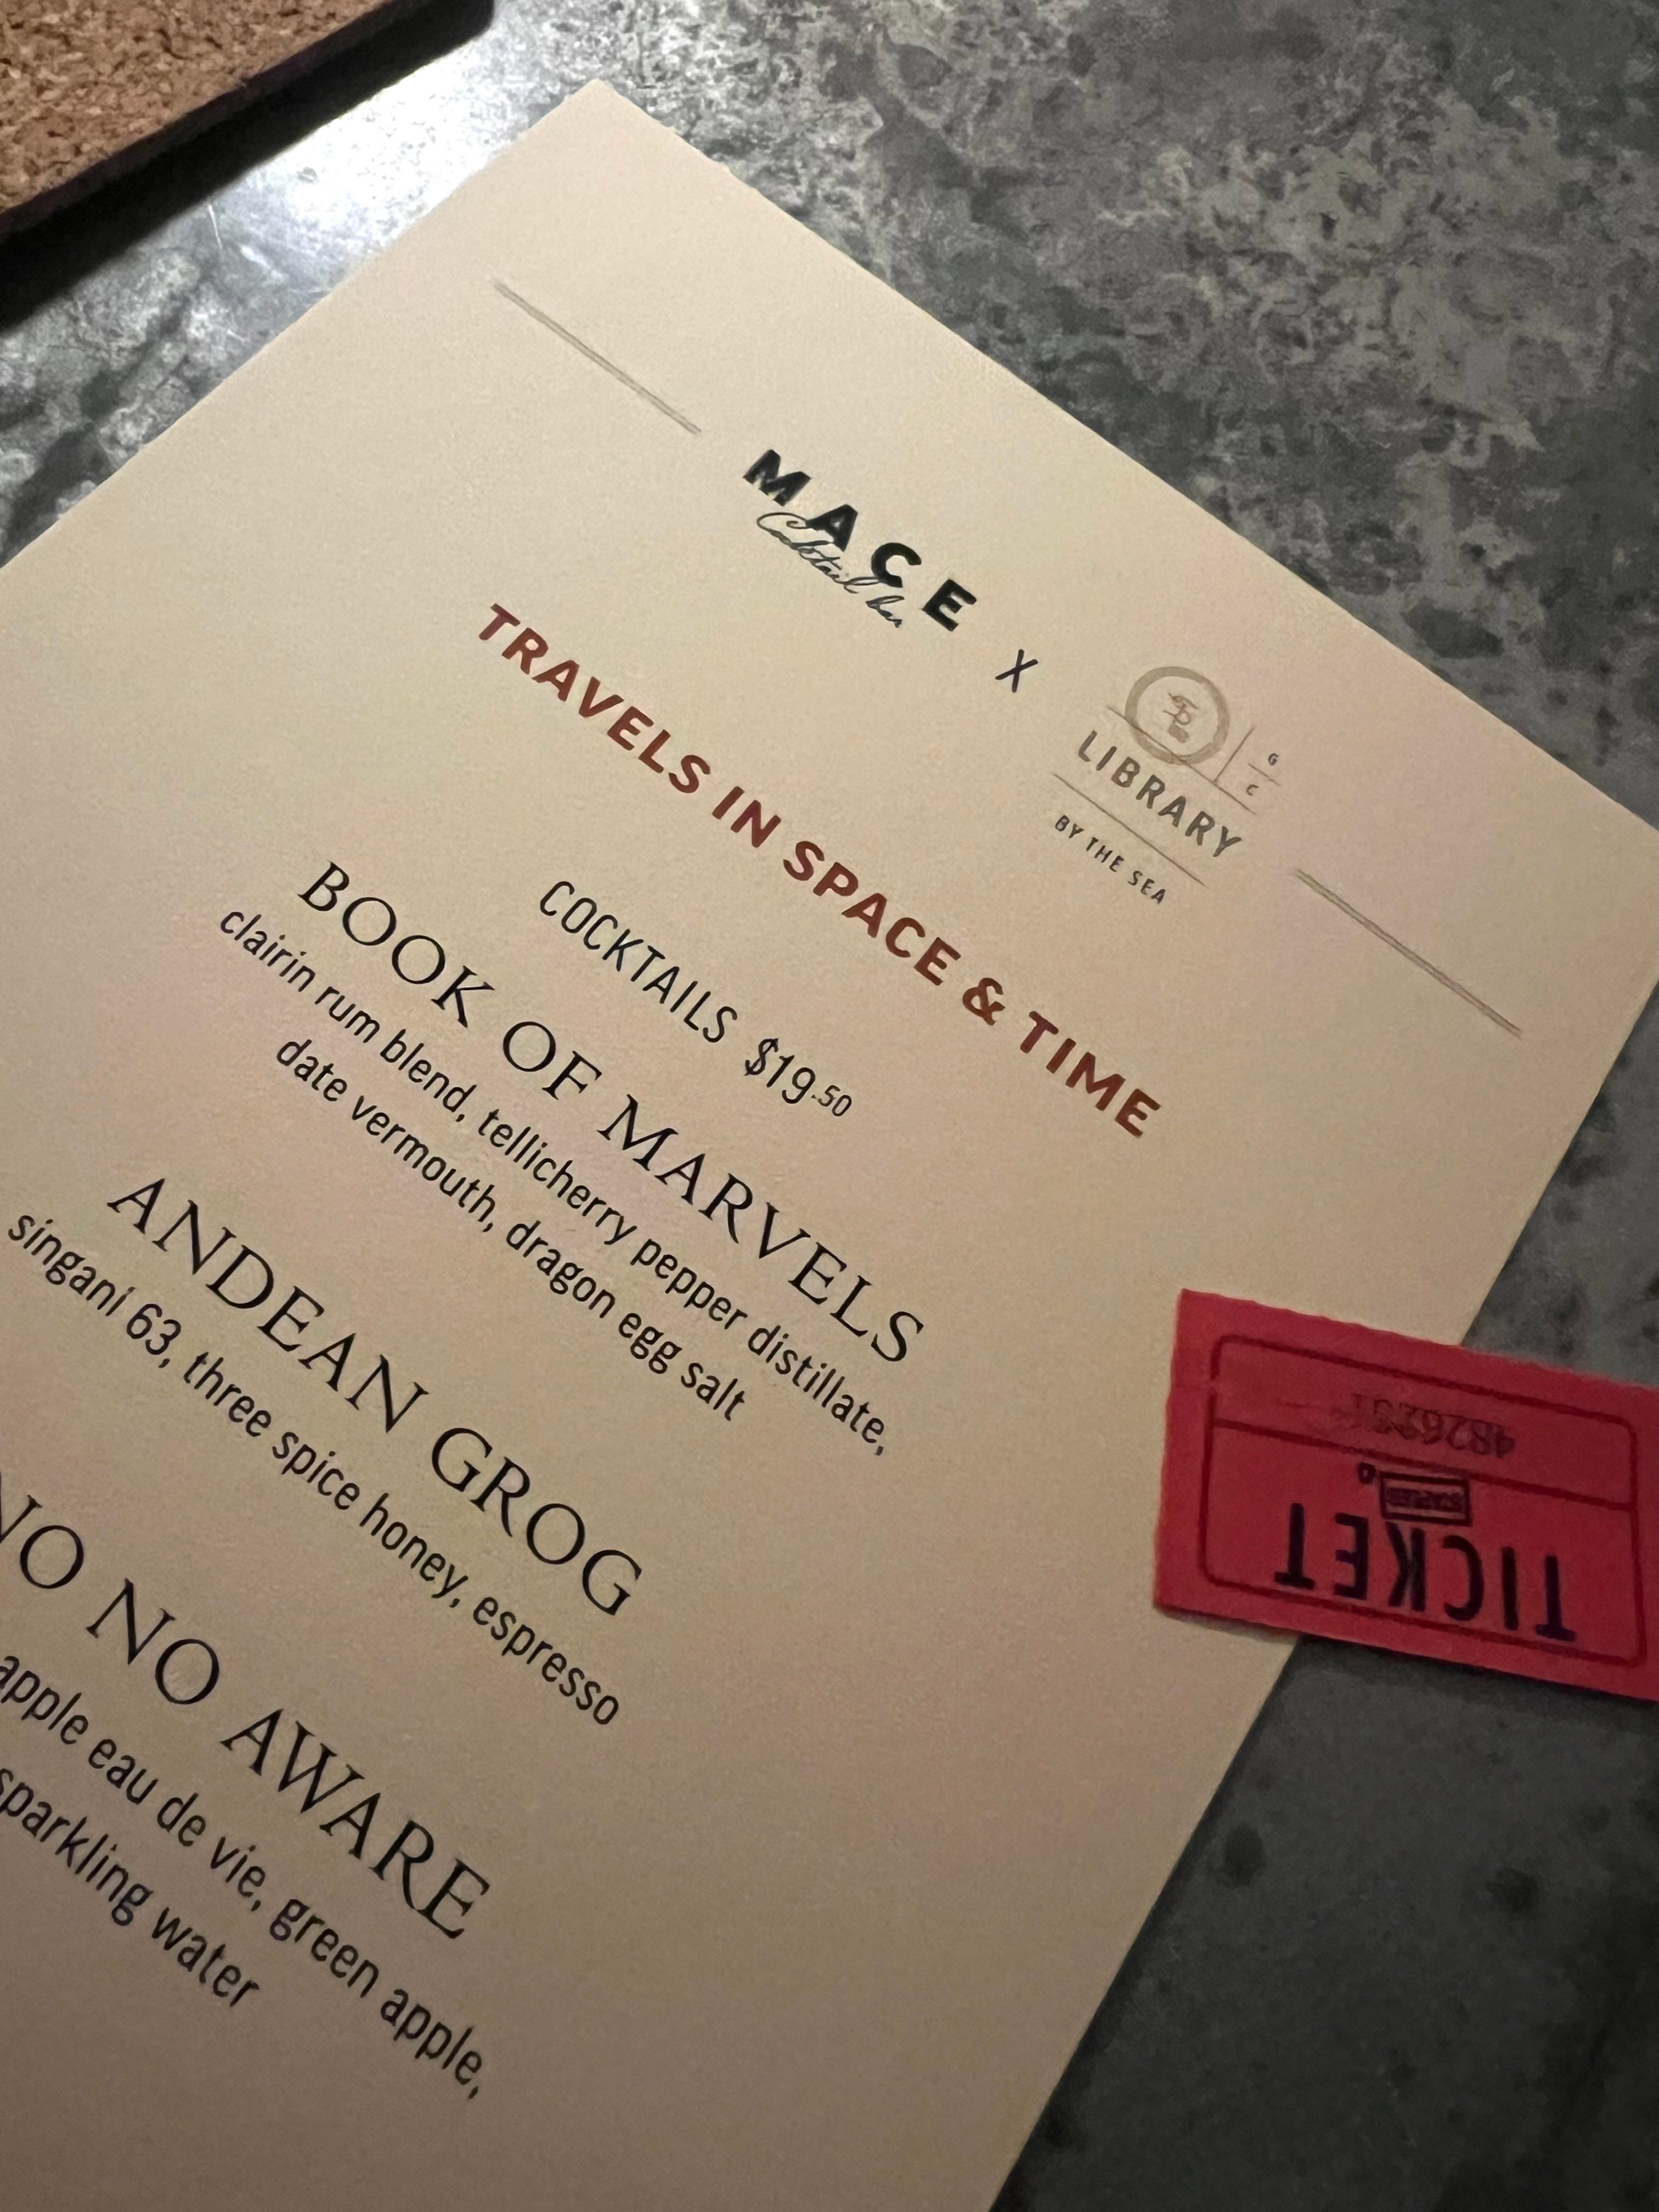 MACE
Cocktail bar
X
G
C
LIBRARY
BY THE SEA
TRAVELS IN SPACE & TIME
COCKTAILS $19.50
BOOK OF MARVELS
clairin rum blend, tellicherry pepper distillate,
date vermouth, dragon egg salt
ANDEAN GROG
singani 63, three spice honey, espresso
NO NO AWARE
apple eau de vie, green apple,
sparkling water
TICKET